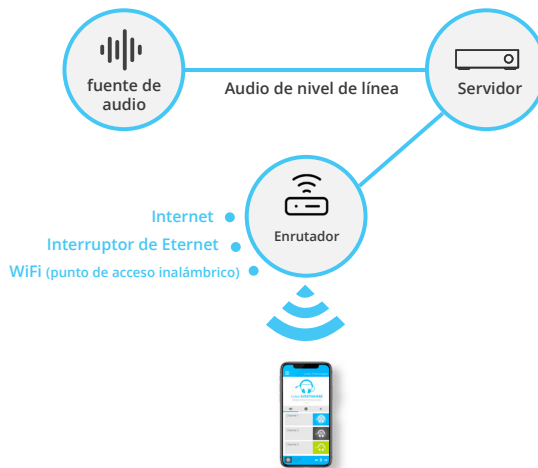 fuente de
audio
Audio de nivel de línea
Servidor
Enrutador
Internet
Interruptor de Eternet
WiFi (punto de acceso inalámbrico)